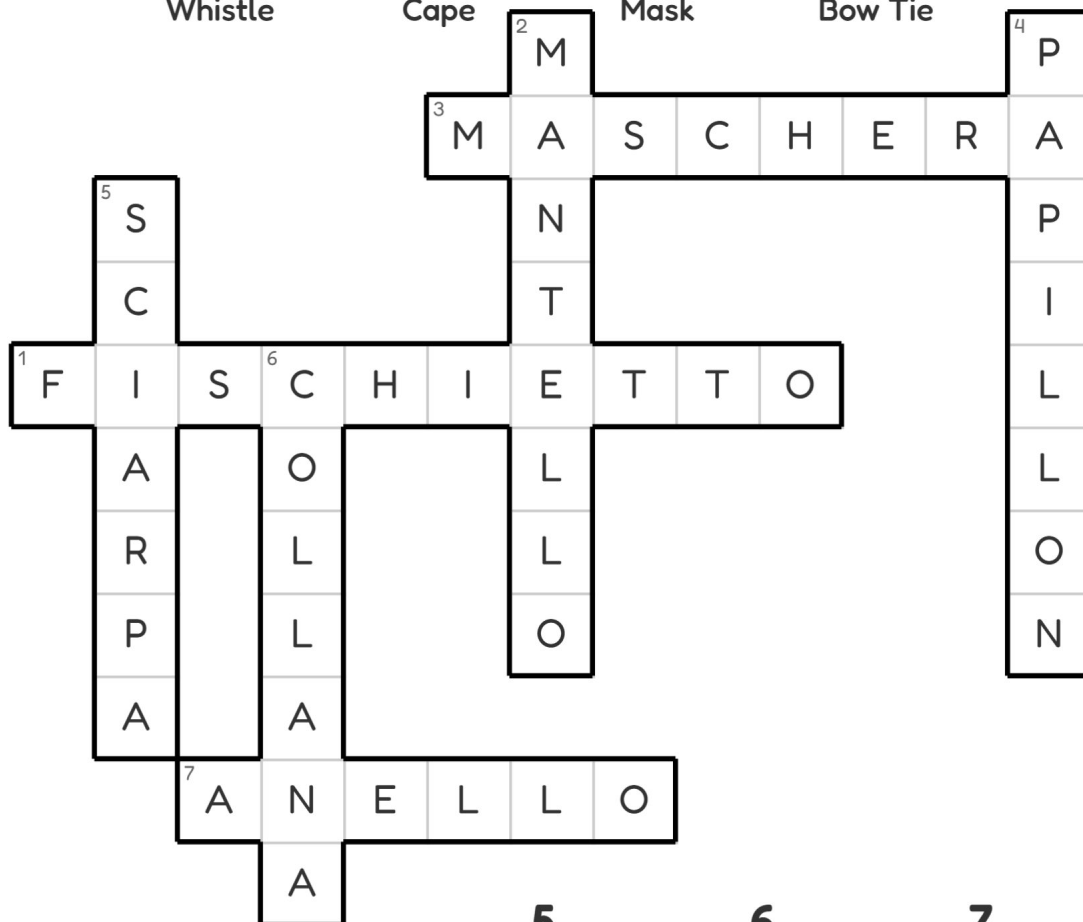 Whistle Cape Mask Bow Tie
2 M 4 P
3 M A S C H E R A
5 S N P
C T I
1 F I S 6 C H I E T T O L
A O L L
R L L O
P L O N
A A
7 A N E L L O
A
5 6 7